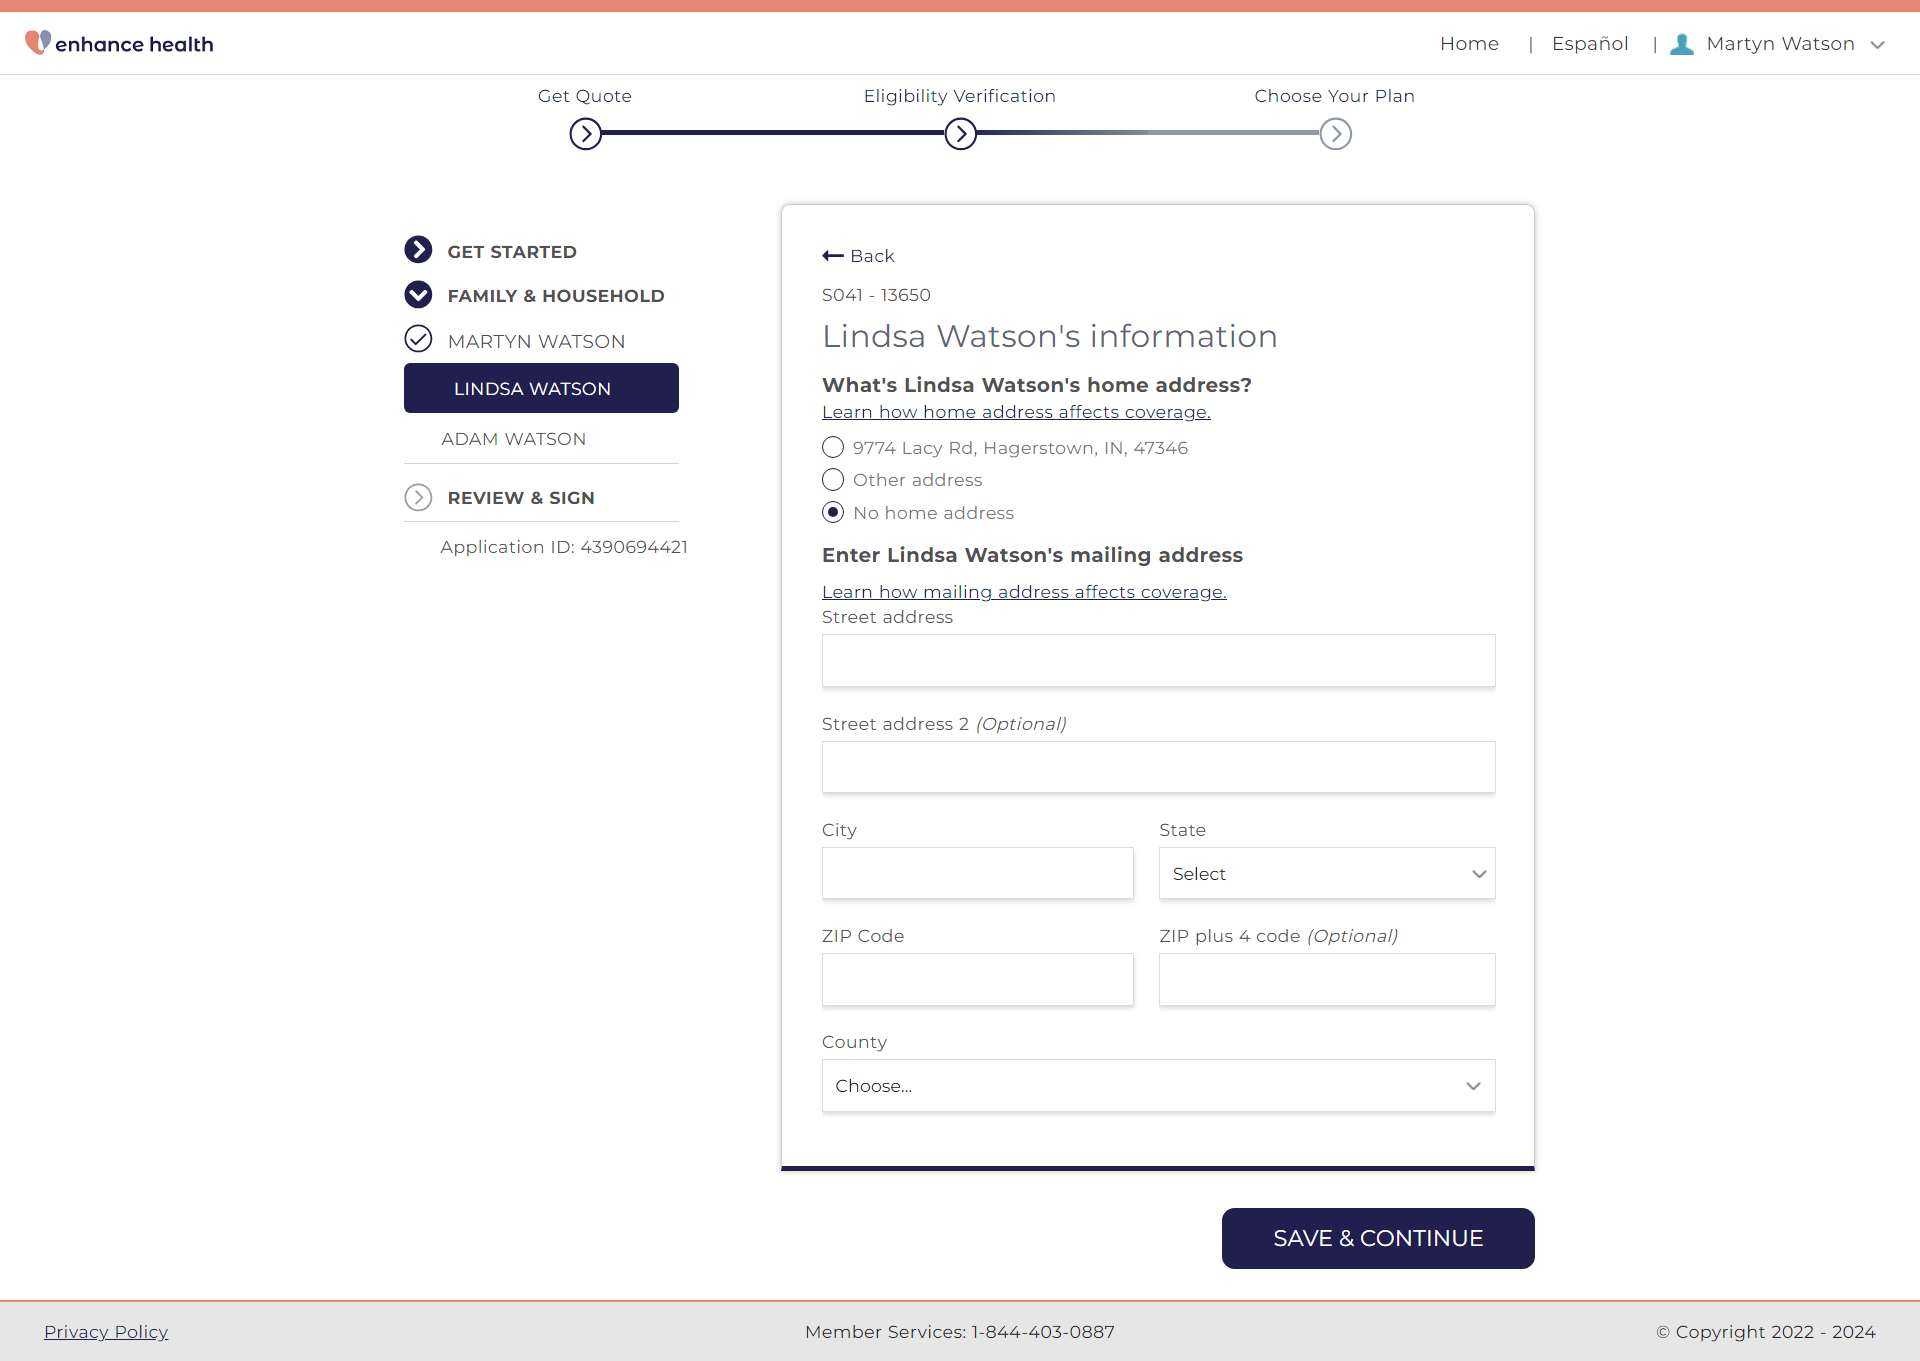 enhance health
Home | Español | Martyn Watson
Get Quote
Eligibility Verification
Choose Your Plan
GET STARTED
FAMILY & HOUSEHOLD
MARTYN WATSON
LINDSA WATSON
ADAM WATSON
REVIEW & SIGN
Application ID: 4390694421
Back
S041 - 13650
Lindsa Watson's information
What's Lindsa Watson's home address?
Learn how home address affects coverage.
9774 Lacy Rd, Hagerstown, IN, 47346
Other address
No home address
Enter Lindsa Watson's mailing address
Learn how mailing address affects coverage.
Street address
Street address 2 (Optional)
City
State
Select
ZIP Code
ZIP plus 4 code (Optional)
County
Choose...
SAVE & CONTINUE
Privacy Policy
Member Services: 1-844-403-0887
© Copyright 2022 - 2024